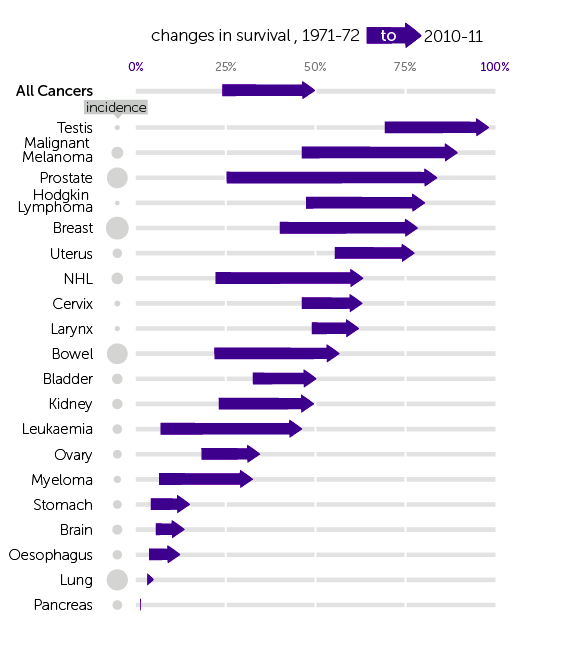 changes in survival , 1971-72 to 2010-11
0% 25% 50% 75% 100%
All Cancers
incidence
Testis
Malignant
Melanoma
Prostate
Hodgkin
Lymphoma
Breast
Uterus
NHL
Cervix
Larynx
Bowel
Bladder
Kidney
Leukaemia
Ovary
Myeloma
Stomach
Brain
Oesophagus
Lung
Pancreas